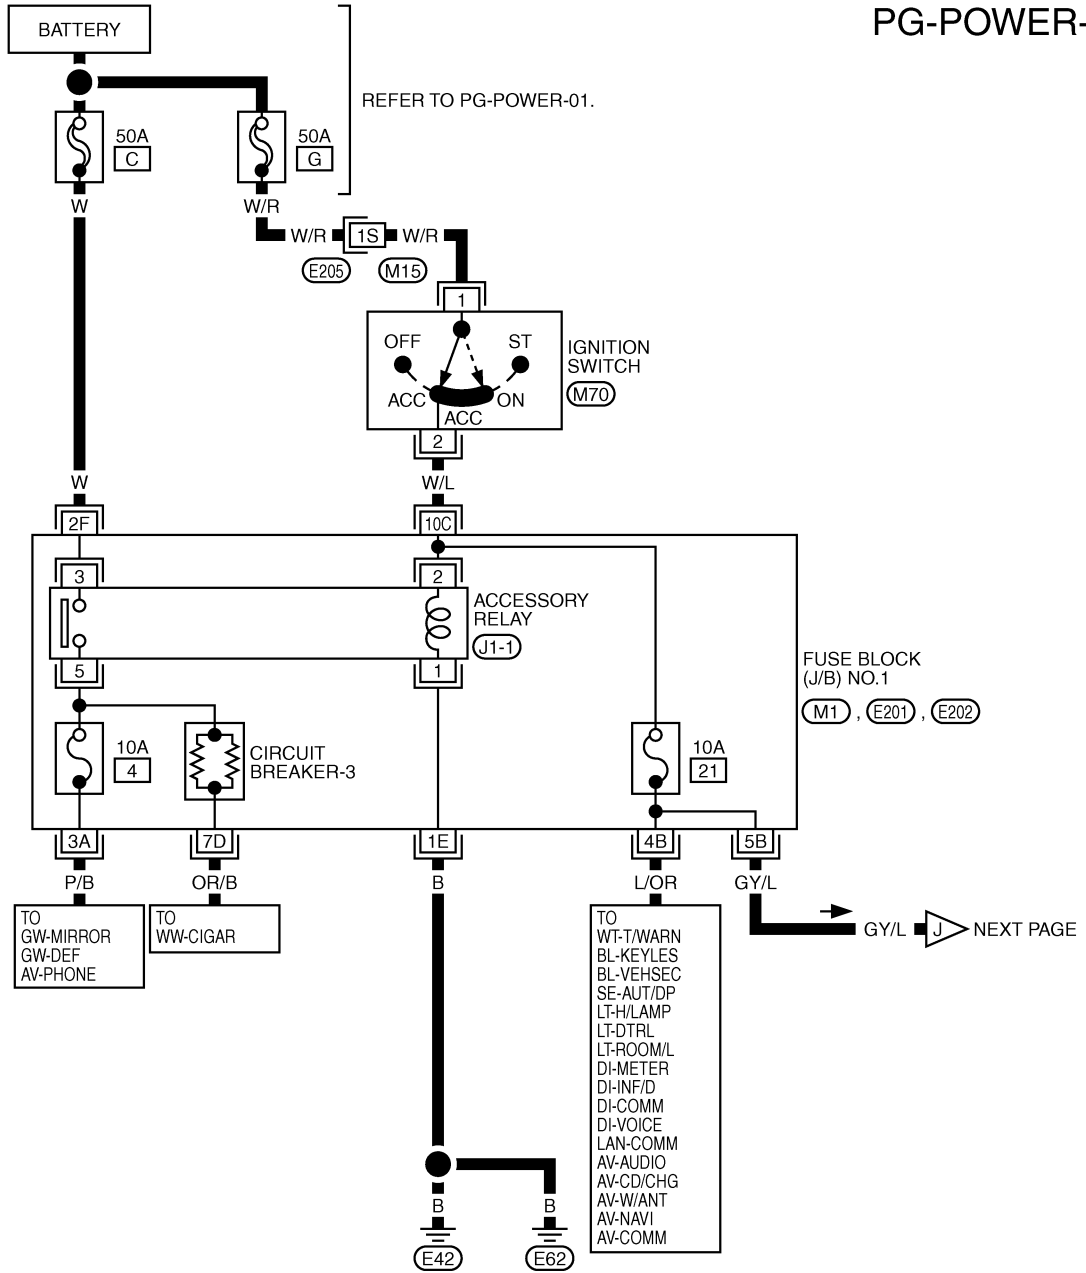 PG-POWER-
BATTERY
REFER TO PG-POWER-01.
50A
C
50A
G
W
W/R
W/R
1S
W/R
E205
M15
1
OFF
ST
IGNITION
SWITCH
M70
ACC
ON
ACC
2
W
W/L
2F
10C
3
2
ACCESSORY
RELAY
J1-1
5
1
FUSE BLOCK
(J/B) NO.1
M1 , E201 , E202
10A
4
CIRCUIT
BREAKER-3
10A
21
3A
7D
1E
4B
5B
P/B
OR/B
B
L/OR
GY/L
TO
GW-MIRROR
GW-DEF
AV-PHONE
TO
WW-CIGAR
GY/L
J
NEXT PAGE
TO
WT-T/WARN
BL-KEYLES
BL-VEHSEC
SE-AUT/DP
LT-H/LAMP
LT-DTRL
LT-ROOM/L
DI-METER
DI-INF/D
DI-COMM
DI-VOICE
LAN-COMM
AV-AUDIO
AV-CD/CHG
AV-W/ANT
AV-NAVI
AV-COMM
B
B
E42
E62